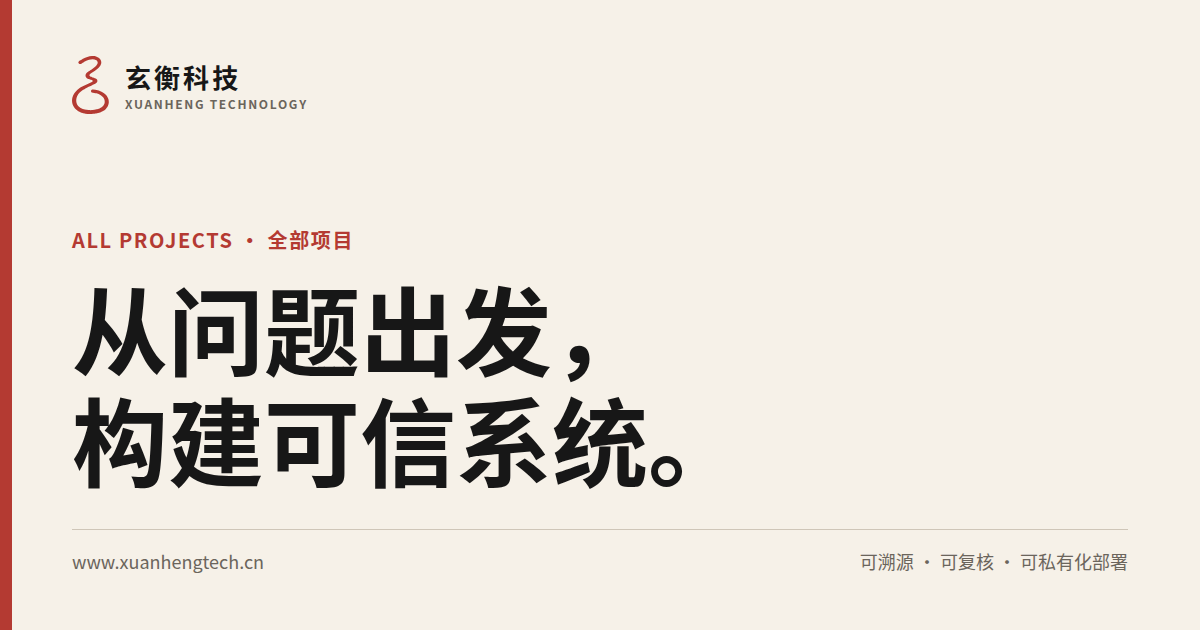 玄衡科技
XUANHENG TECHNOLOGY
ALL PROJECTS · 全部项目
从问题出发，
构建可信系统。
www.xuanhengtech.cn
可溯源 · 可复核 · 可私有化部署